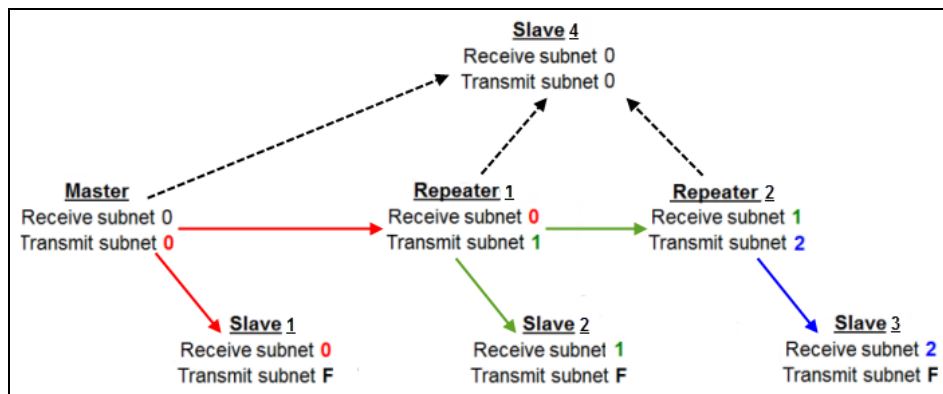 Slave 4
Receive subnet 0
Transmit subnet 0
Master
Receive subnet 0
Transmit subnet 0
Repeater 1
Receive subnet 0
Transmit subnet 1
Repeater 2
Receive subnet 1
Transmit subnet 2
Slave 1
Receive subnet 0
Transmit subnet F
Slave 2
Receive subnet 1
Transmit subnet F
Slave 3
Receive subnet 2
Transmit subnet F